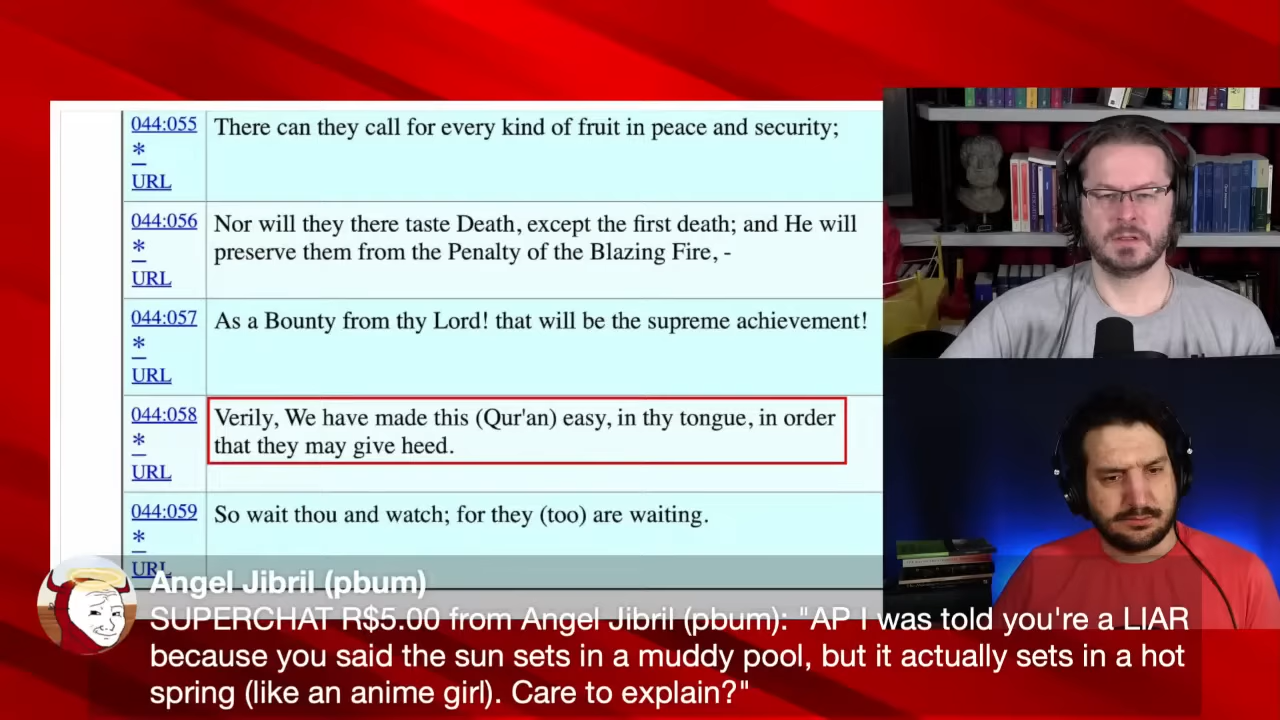 044:055
*
URL
There can they call for every kind of fruit in peace and security;
044:056
*
URL
Nor will they there taste Death, except the first death; and He will
preserve them from the Penalty of the Blazing Fire, -
044:057
*
URL
As a Bounty from thy Lord! that will be the supreme achievement!
044:058
*
URL
Verily, We have made this (Qur'an) easy, in thy tongue, in order
that they may give heed.
044:059
*
URL
So wait thou and watch; for they (too) are waiting.
Angel Jibril (pbum)
SUPERCHAT R$5.00 from Angel Jibril (pbum): "AP I was told you're a LIAR
because you said the sun sets in a muddy pool, but it actually sets in a hot
spring (like an anime girl). Care to explain?"